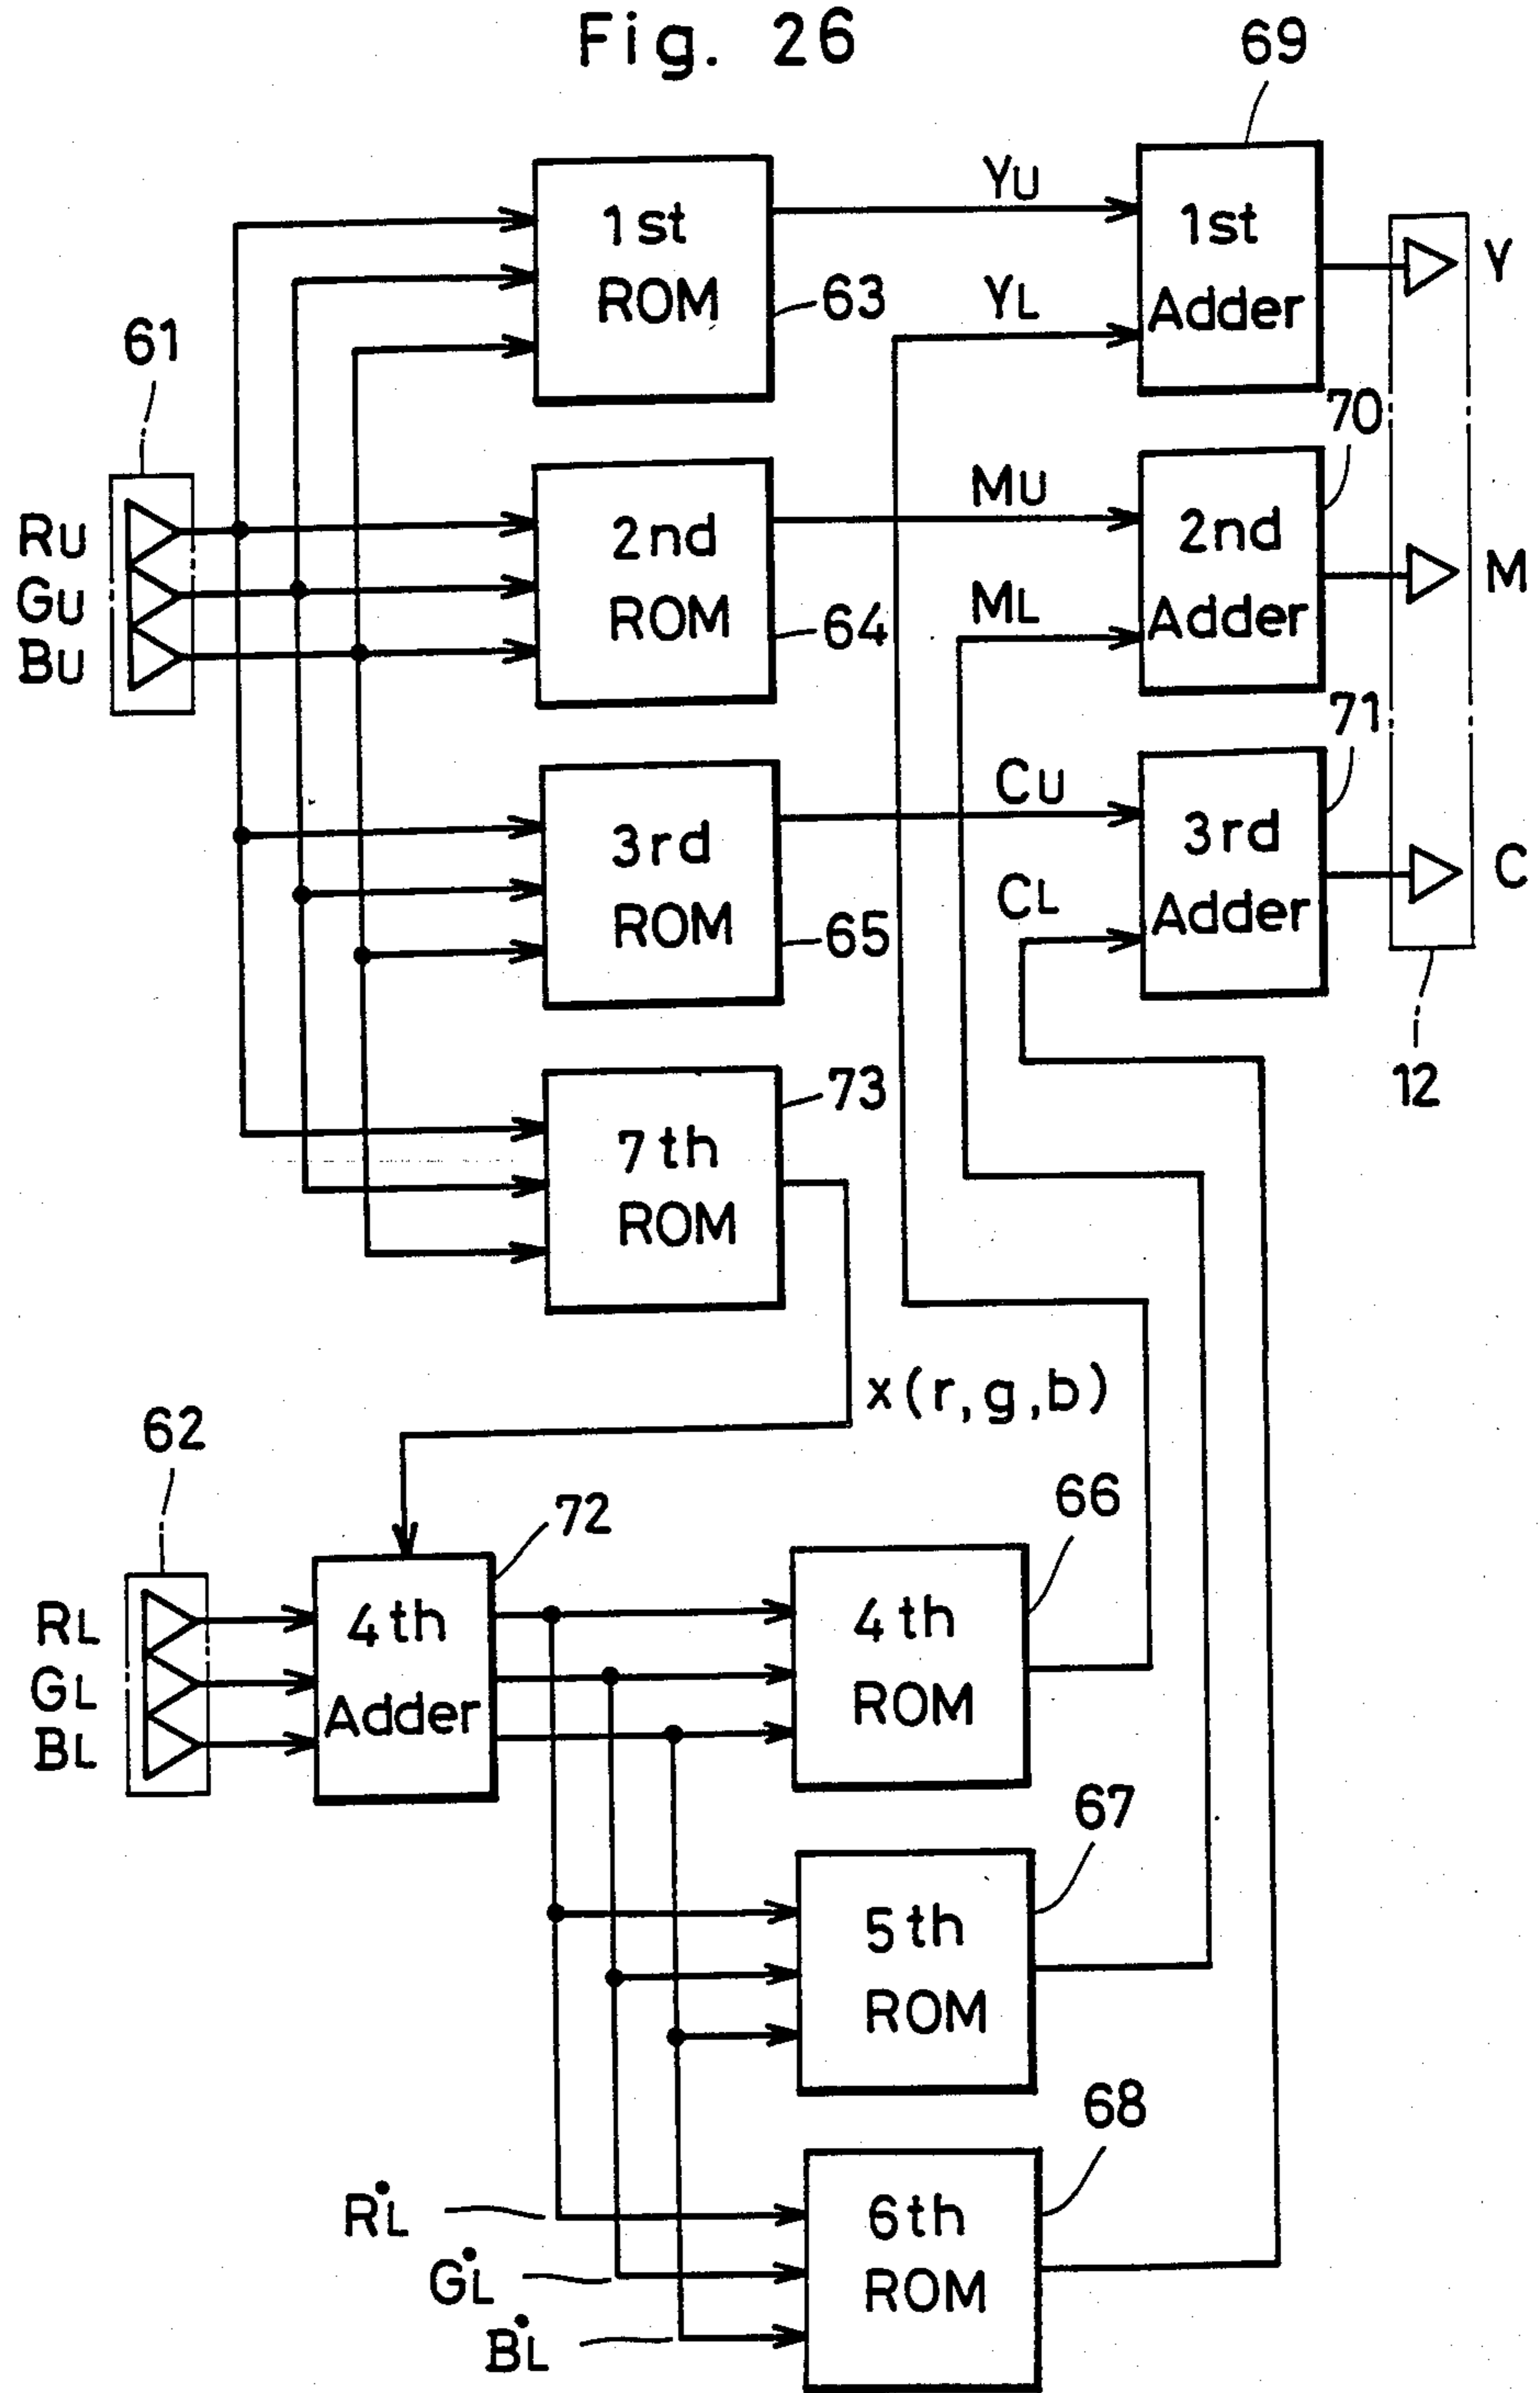 Fig. 26
69
1st
ROM
63
YU
YL
1st
Adder
Y
61
70
RU
GU
BU
2nd
ROM
64
MU
ML
2nd
Adder
M
71
3rd
ROM
65
CU
CL
3rd
Adder
C
12
73
7th
ROM
x(r,g,b)
62
72
66
RL
GL
BL
4th
Adder
4th
ROM
67
5th
ROM
68
R•L
G•L
B•L
6th
ROM